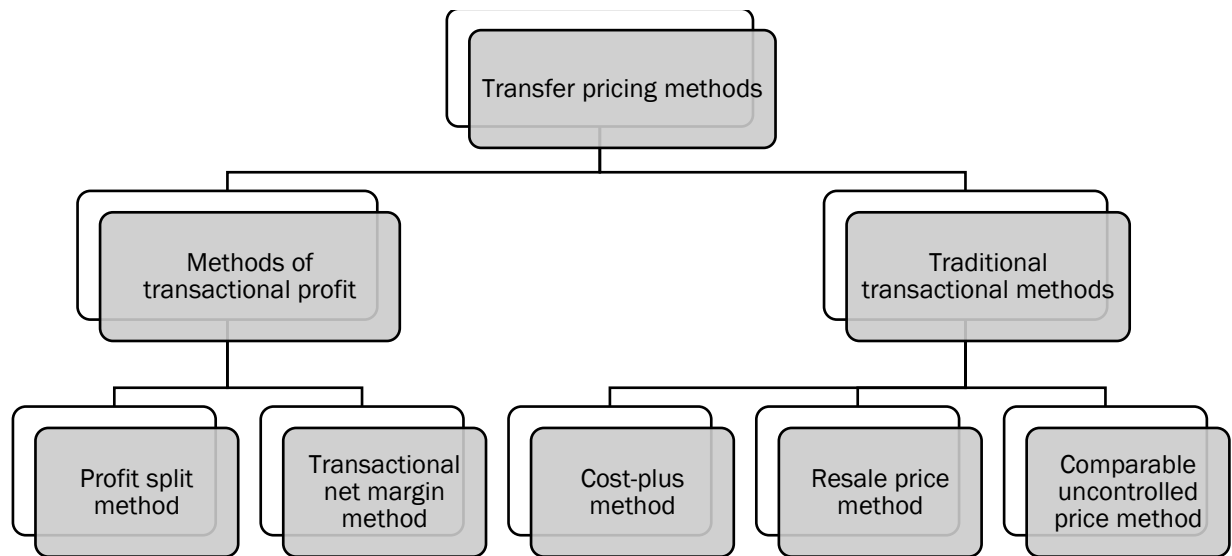 Transfer pricing methods
Methods of
transactional profit
Traditional
transactional methods
Profit split
method
Transactional
net margin
method
Cost-plus
method
Resale price
method
Comparable
uncontrolled
price method